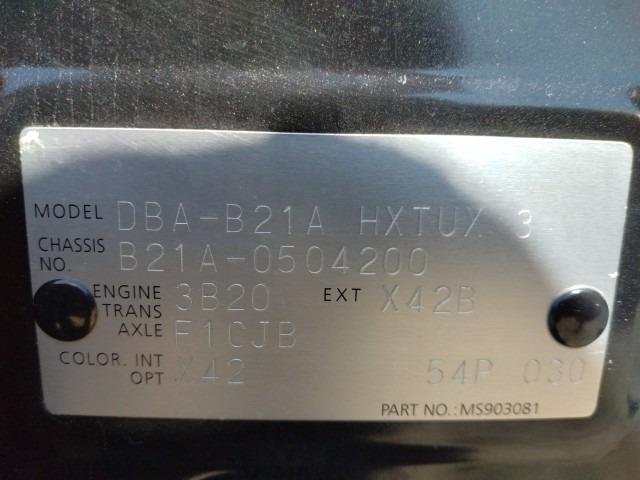 MODEL DBA-B21A HXTUX 3
CHASSIS NO. B21A-0504200
ENGINE 3B20 EXT X42B
TRANS AXLE F1CJB
COLOR. INT OPT X42 54P 030
PART NO.:MS903081